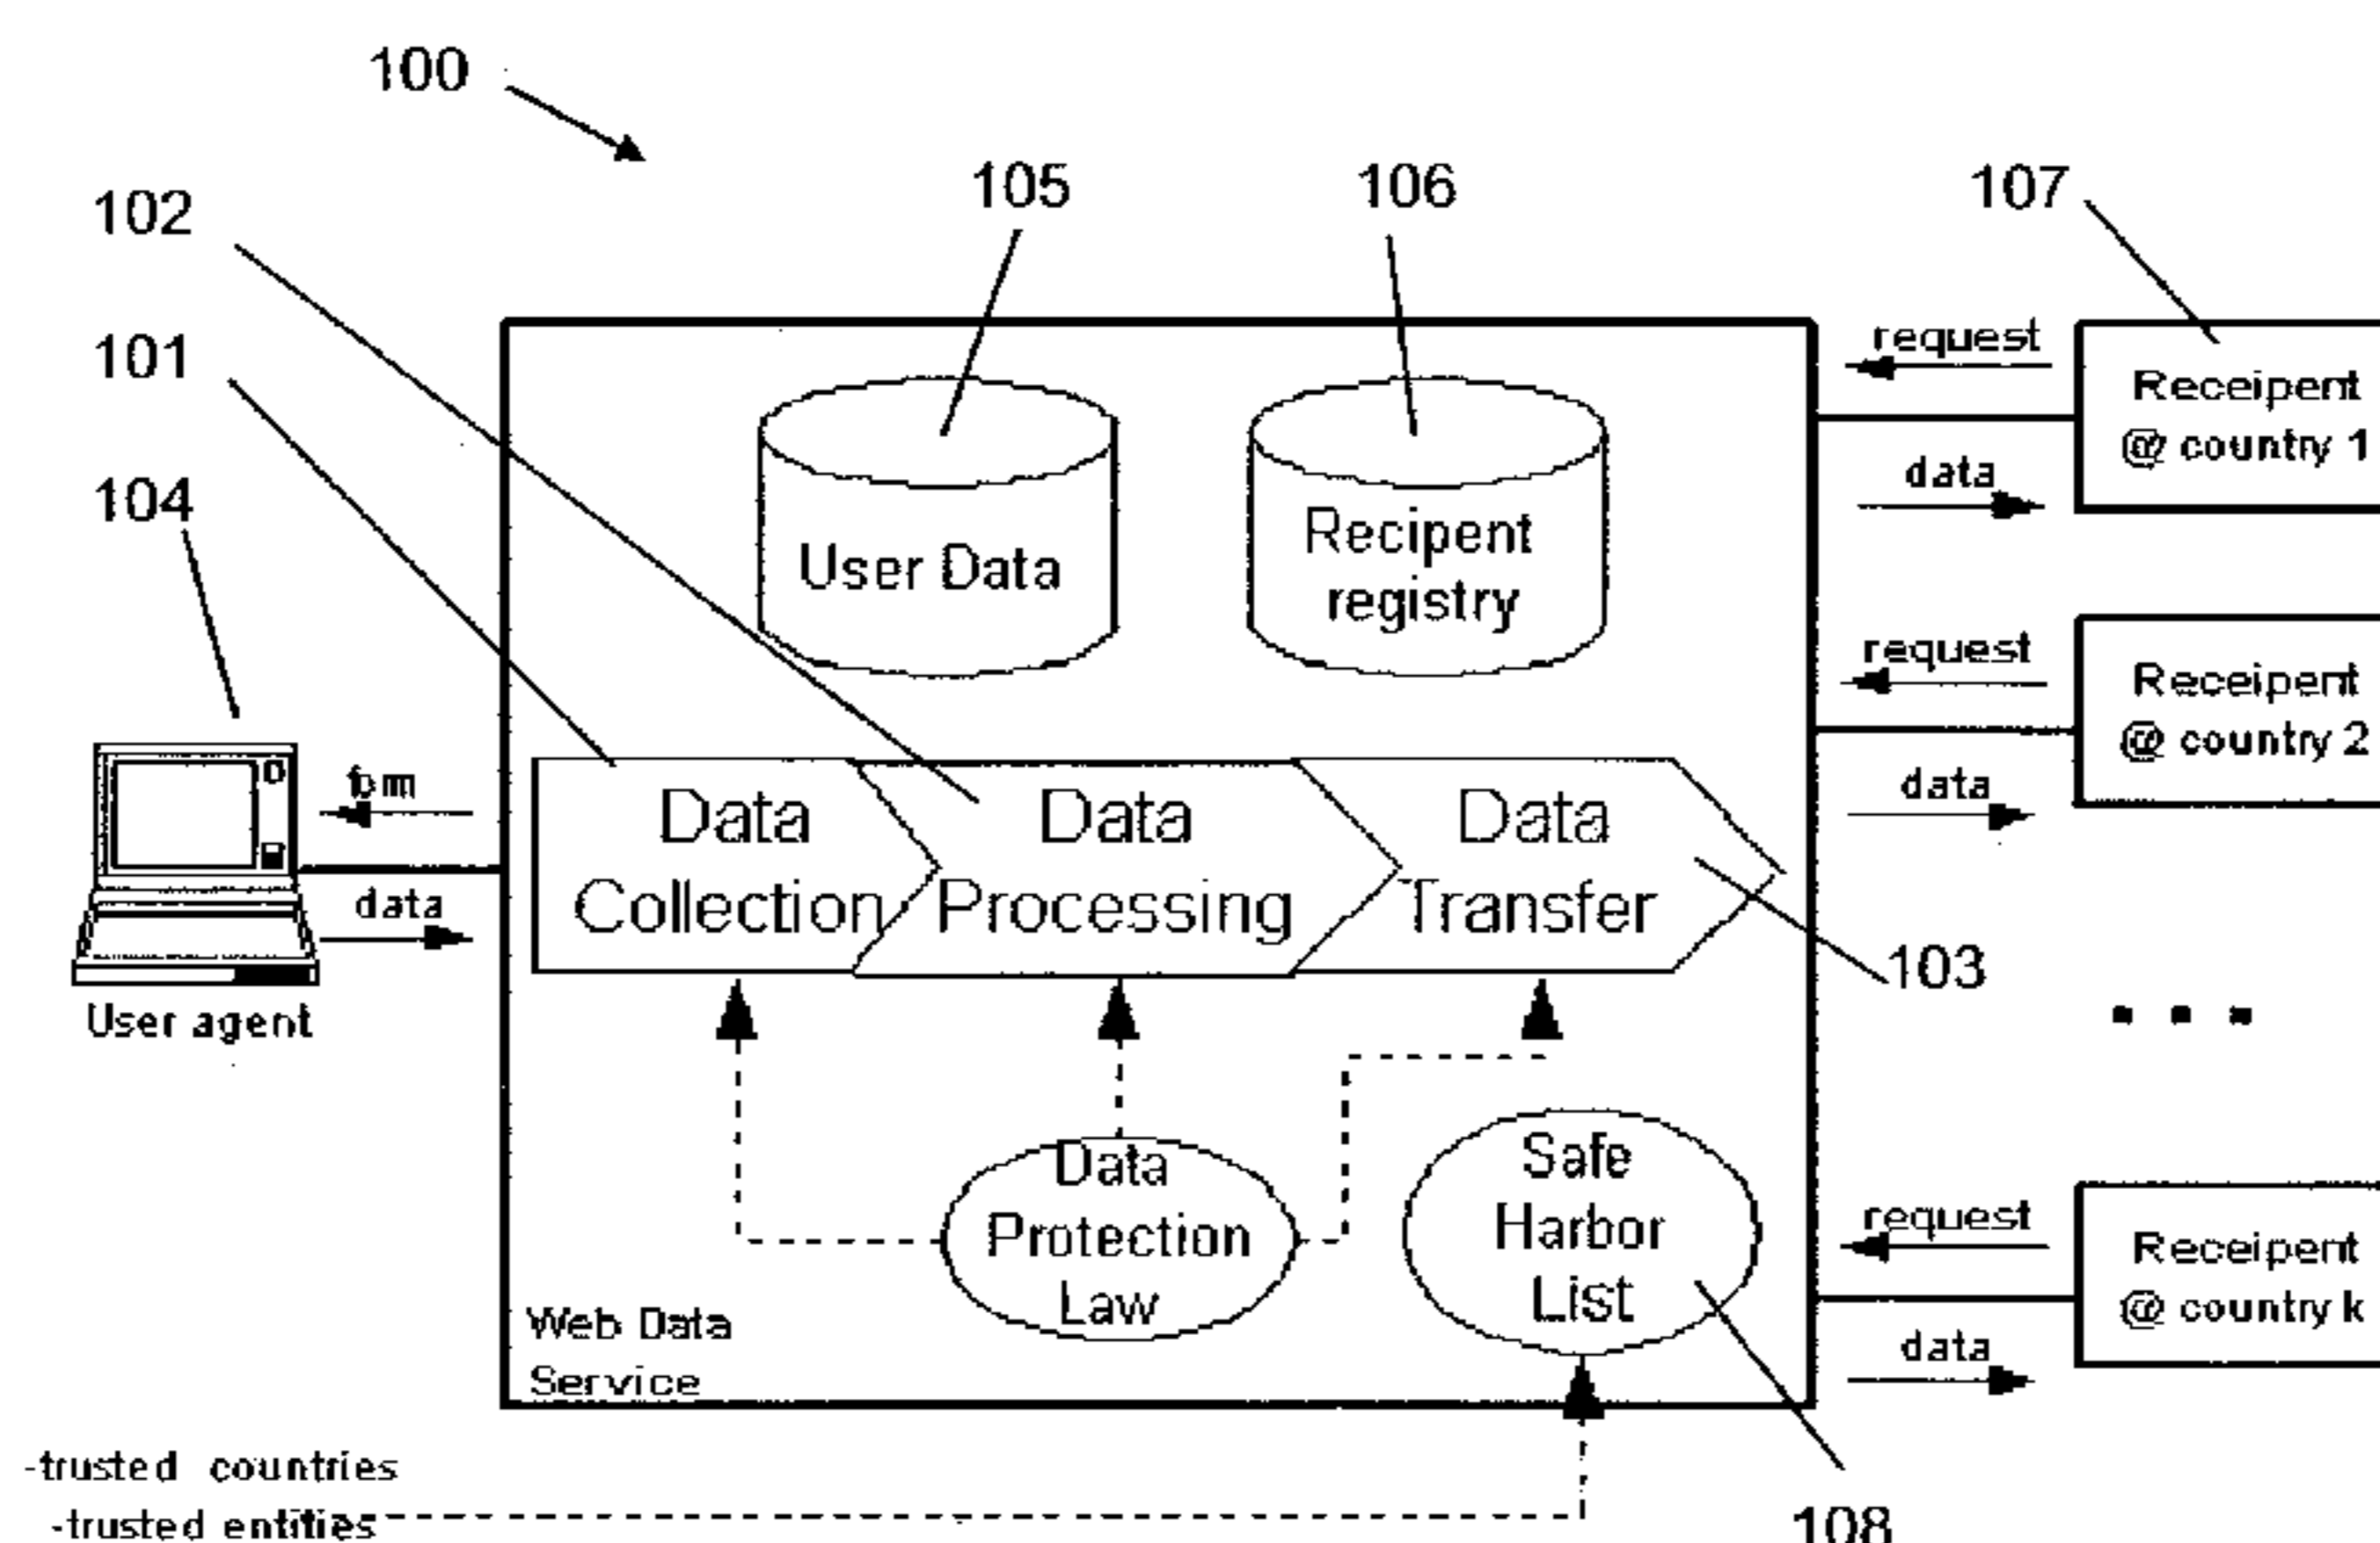 100
102
105
106
107
101
request
Receipent
@ country 1
104
data
User Data
Recipent
registry
request
Receipent
@ country 2
data
form
data
Data
Collection
Data
Processing
Data
Transfer
103
User agent
Data
Protection
Law
Safe
Harbor
List
request
Receipent
@ country k
data
Web Data
Service
-trusted countries
-trusted entities
108